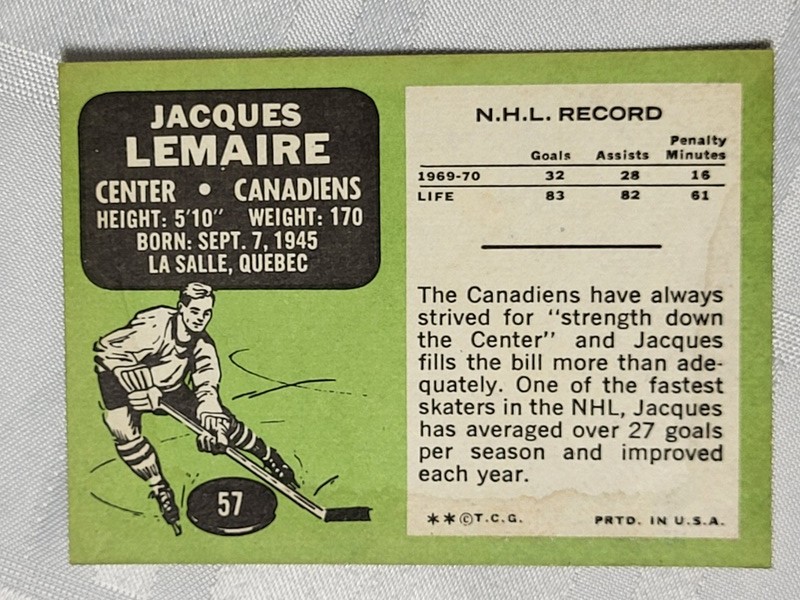 JACQUES
LEMAIRE
CENTER • CANADIENS
HEIGHT: 5'10" WEIGHT: 170
BORN: SEPT. 7, 1945
LA SALLE, QUEBEC
57
N.H.L. RECORD
Goals Assists Penalty Minutes
1969-70 32 28 16
LIFE 83 82 61
The Canadiens have always
strived for "strength down
the Center" and Jacques
fills the bill more than ade-
quately. One of the fastest
skaters in the NHL, Jacques
has averaged over 27 goals
per season and improved
each year.
**©T.C.G. PRTD. IN U.S.A.